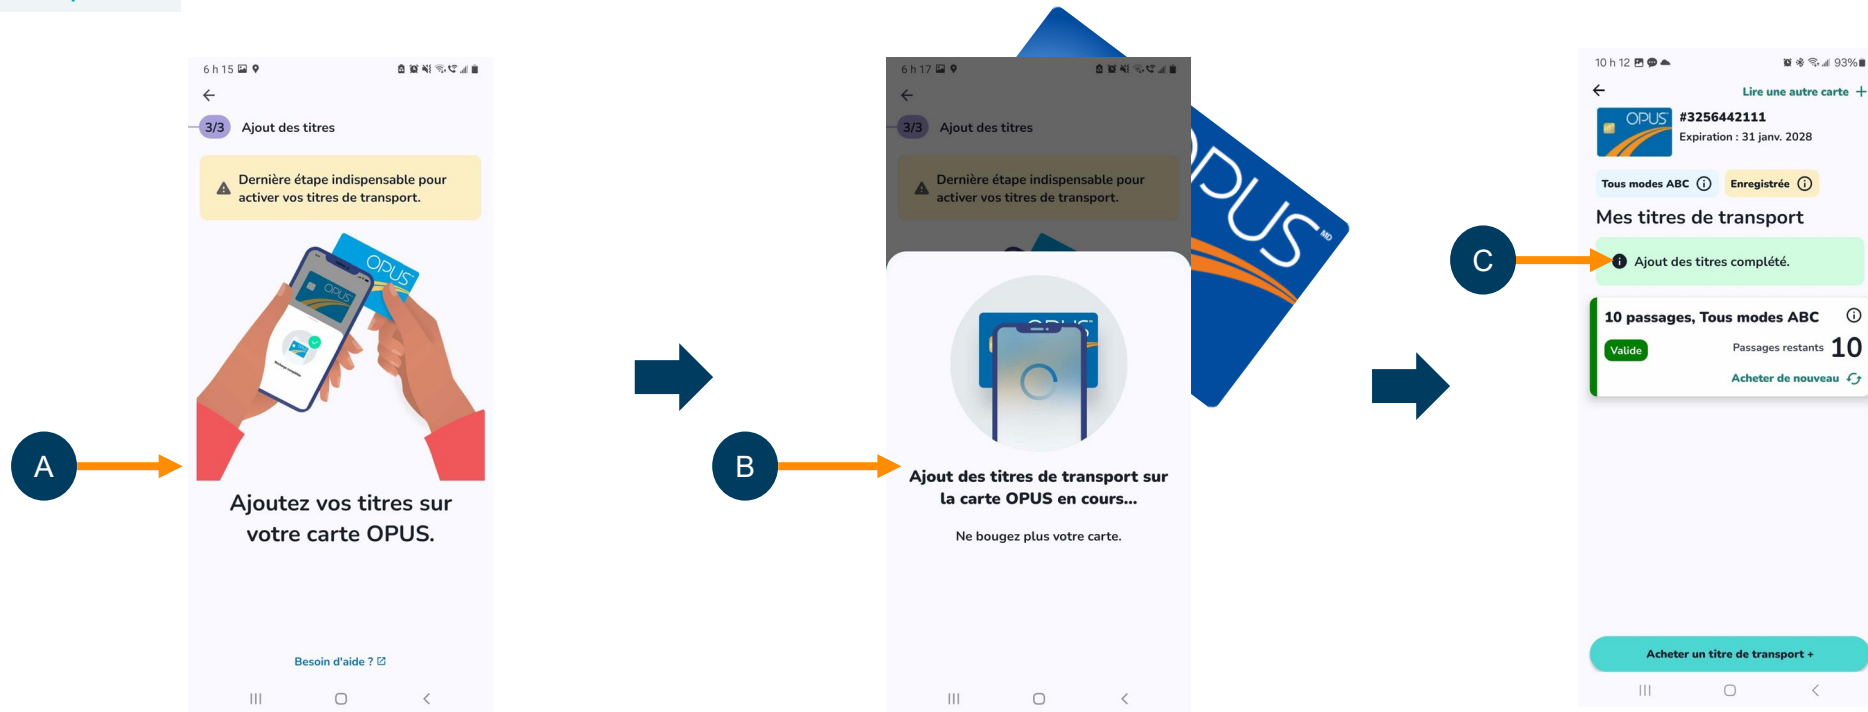 A
6 h 15
3/3 Ajout des titres
Dernière étape indispensable pour
activer vos titres de transport.
OPUS
OPUS
Ajoutez vos titres sur
votre carte OPUS.
Besoin d'aide ?
B
6 h 17
3/3 Ajout des titres
Dernière étape indispensable pour
activer vos titres de transport.
OPUS
Ajout des titres de transport sur
la carte OPUS en cours...
Ne bougez plus votre carte.
OPUS MD
C
10 h 12 93%
Lire une autre carte +
OPUS
#3256442111
Expiration : 31 janv. 2028
Tous modes ABC Enregistrée
Mes titres de transport
Ajout des titres complété.
10 passages, Tous modes ABC
Valide Passages restants 10
Acheter de nouveau
Acheter un titre de transport +